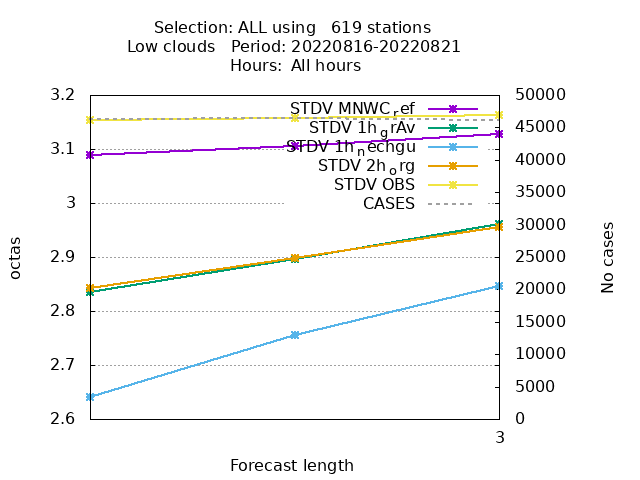 Selection: ALL using   619 stations
Low clouds   Period: 20220816-20220821
Hours:  All hours
3.2
3.1
3
2.9
2.8
2.7
2.6
octas
STDV MNWC_ref
STDV 1h_grAv
STDV 1h_nechgu
STDV 2h_org
STDV OBS
CASES
50000
45000
40000
35000
30000
25000
20000
15000
10000
5000
0
No cases
3
Forecast length